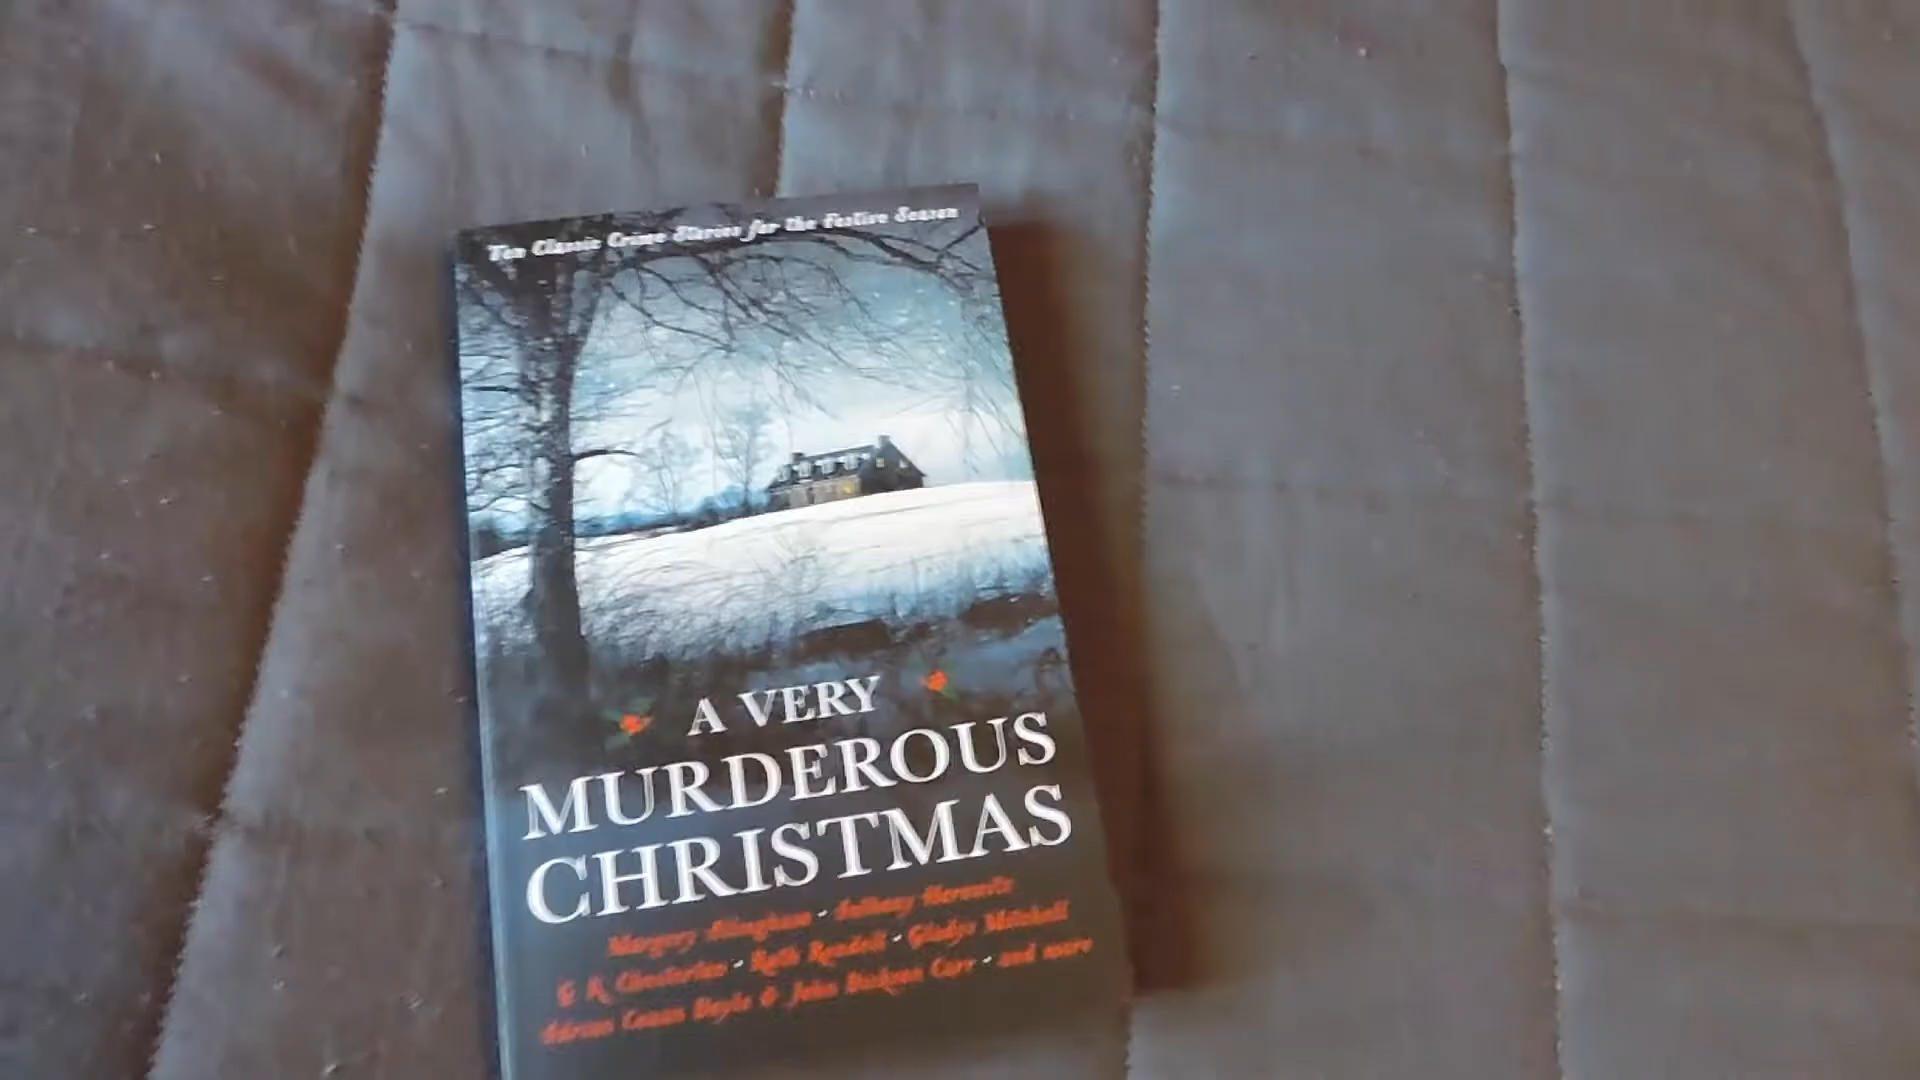 Ten Classic Crime Stories for the Festive Season
A VERY
MURDEROUS
CHRISTMAS
Margery Allingham · Anthony Horowitz
G K Chesterton · Ruth Rendell · Gladys Mitchell
Adrian Conan Doyle & John Dickson Carr · and more